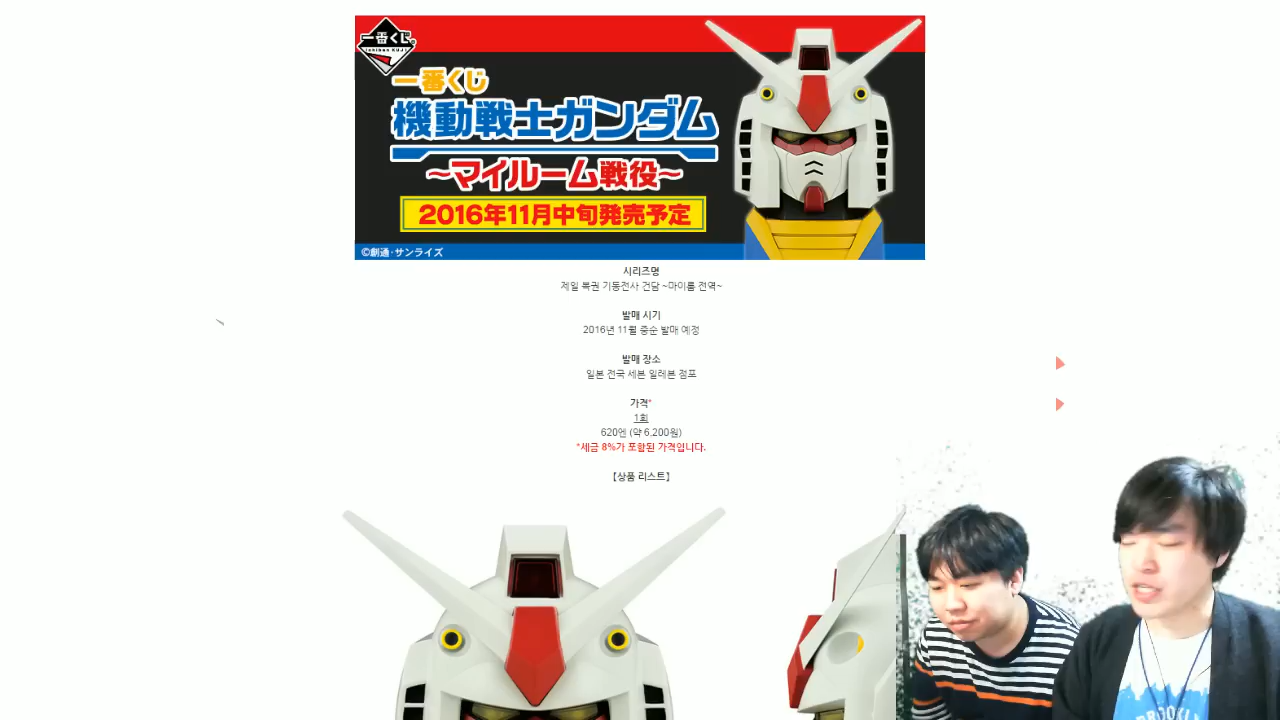 一番くじ
ICHIBAN KUJI
一番くじ
機動戦士ガンダム
～マイルーム戦役～
2016年11月中旬発売予定
©創通・サンライズ
시리즈명
제일 복권 기동전사 건담 ~마이룸 전역~
발매 시기
2016년 11월 중순 발매 예정
발매 장소
일본 전국 세븐 일레븐 점포
가격*
1회
620엔 (약 6,200원)
*세금 8%가 포함된 가격입니다.
【상품 리스트】